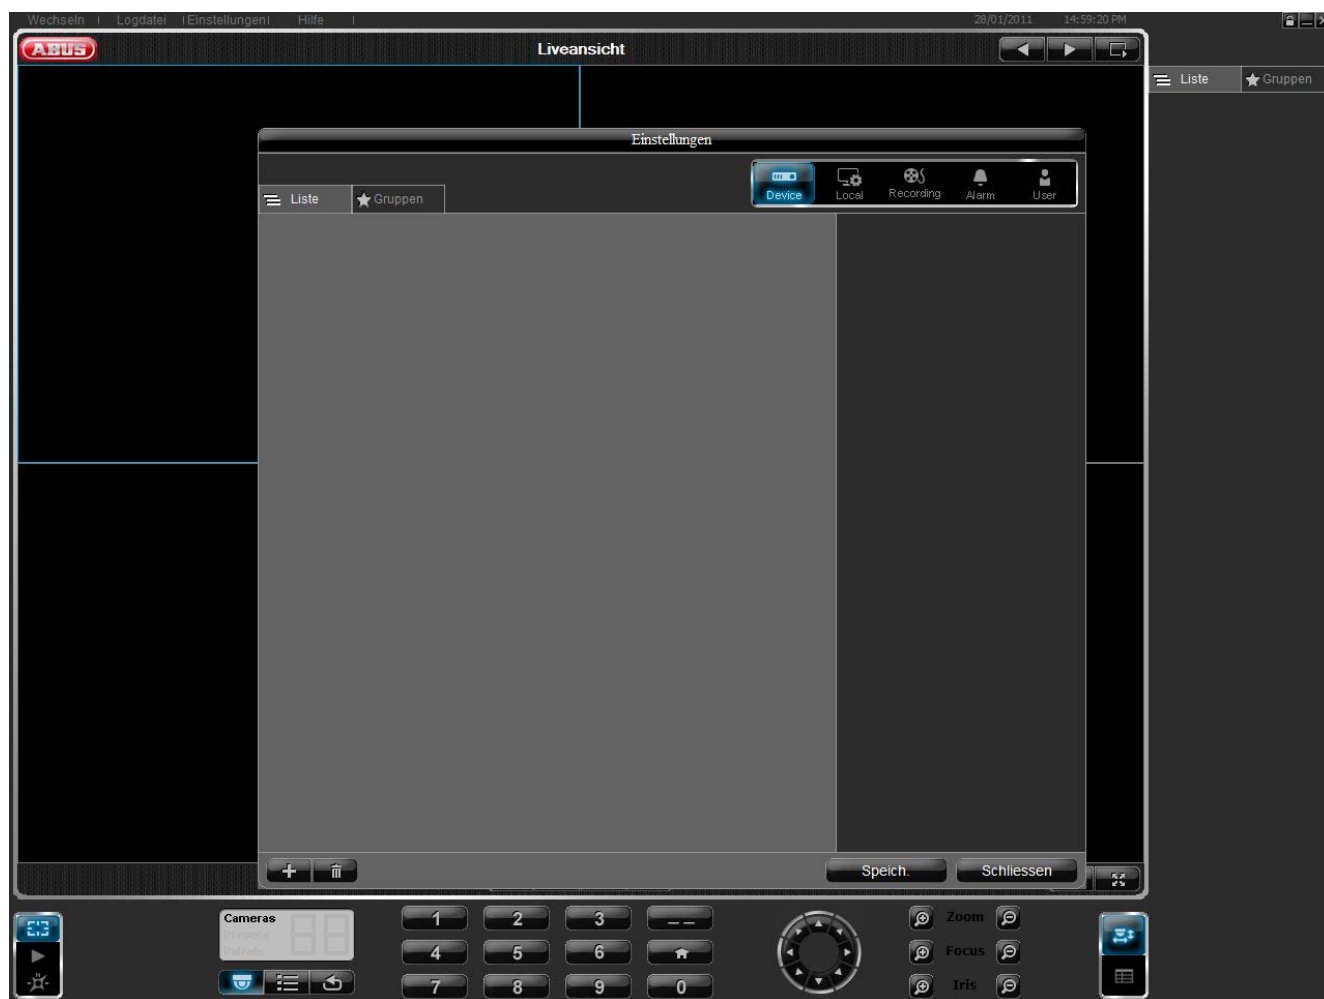 Wechseln Logdatei Einstellungen Hilfe 28/01/2011 14:59:20 PM
ABUS Liveansicht
Liste Gruppen
Einstellungen
Device Local Recording Alarm User
Liste Gruppen
Speich. Schliessen
Cameras
Presets
Patrols
1 2 3 _ _
4 5 6
7 8 9 0
Zoom
Focus
Iris
N